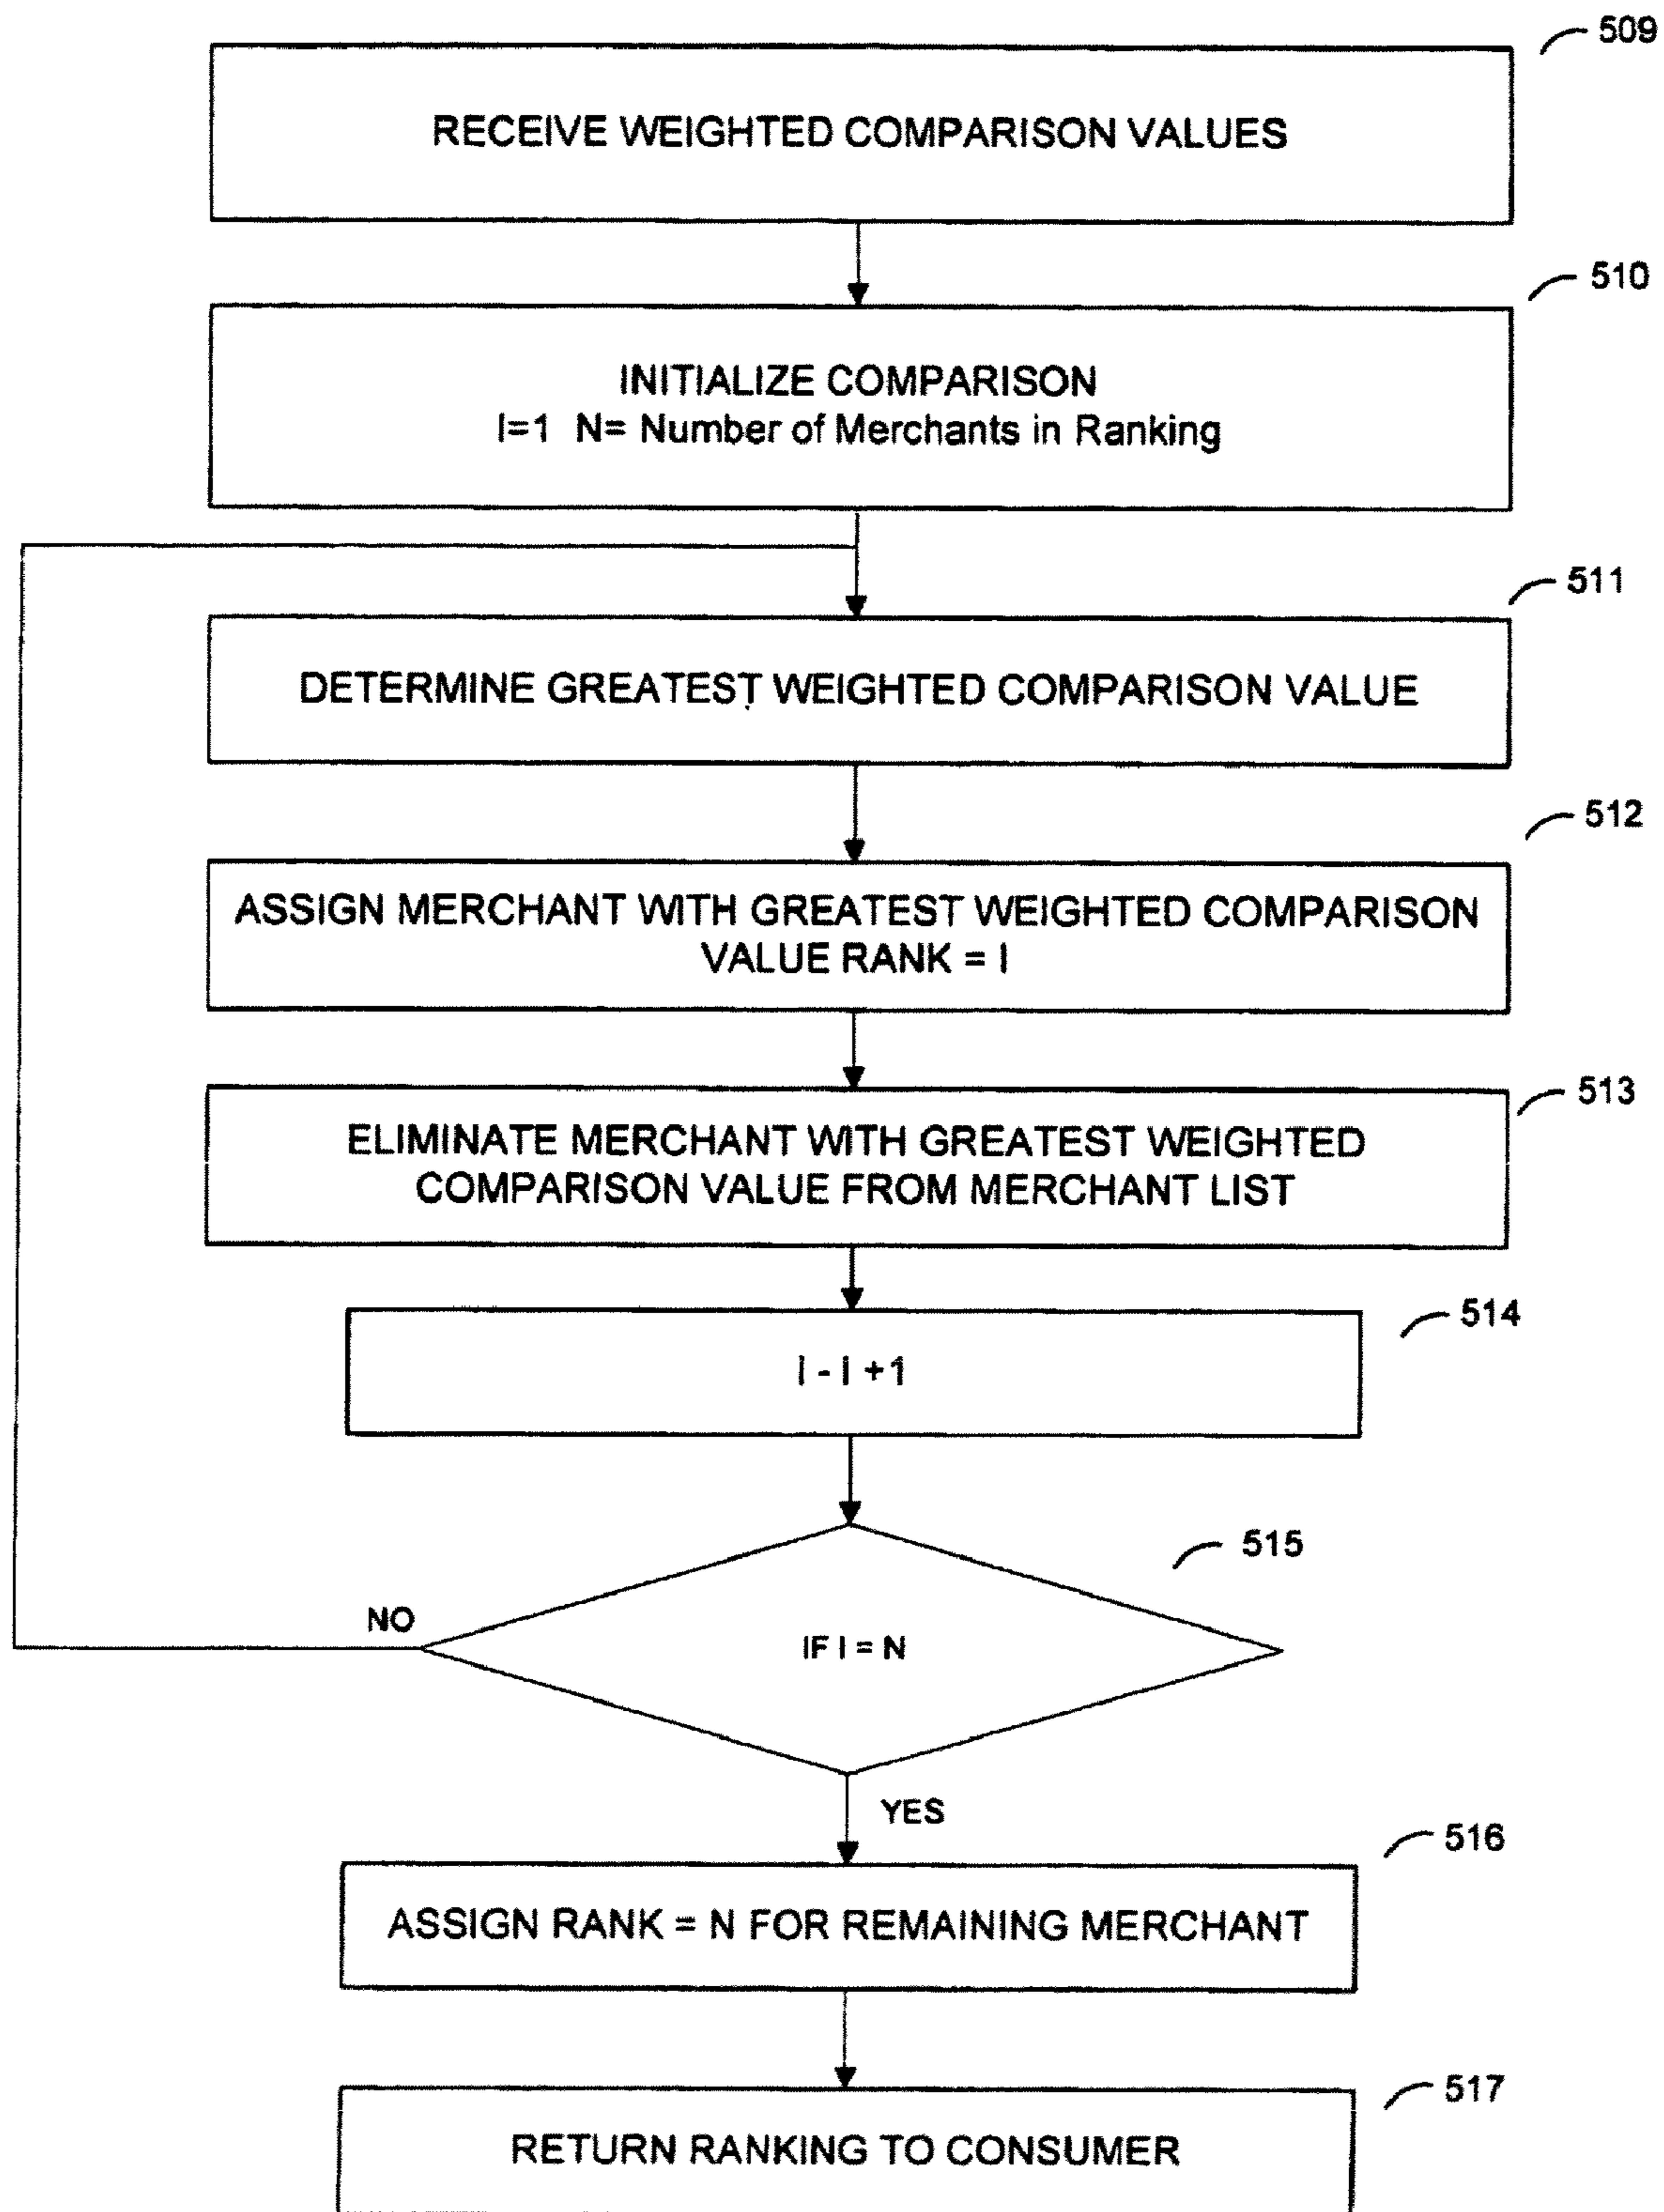 509
RECEIVE WEIGHTED COMPARISON VALUES
510
INITIALIZE COMPARISON
I=1 N= Number of Merchants in Ranking
511
DETERMINE GREATEST WEIGHTED COMPARISON VALUE
512
ASSIGN MERCHANT WITH GREATEST WEIGHTED COMPARISON
VALUE RANK = I
513
ELIMINATE MERCHANT WITH GREATEST WEIGHTED
COMPARISON VALUE FROM MERCHANT LIST
514
I - I +1
515
NO
IF I = N
YES
516
ASSIGN RANK = N FOR REMAINING MERCHANT
517
RETURN RANKING TO CONSUMER